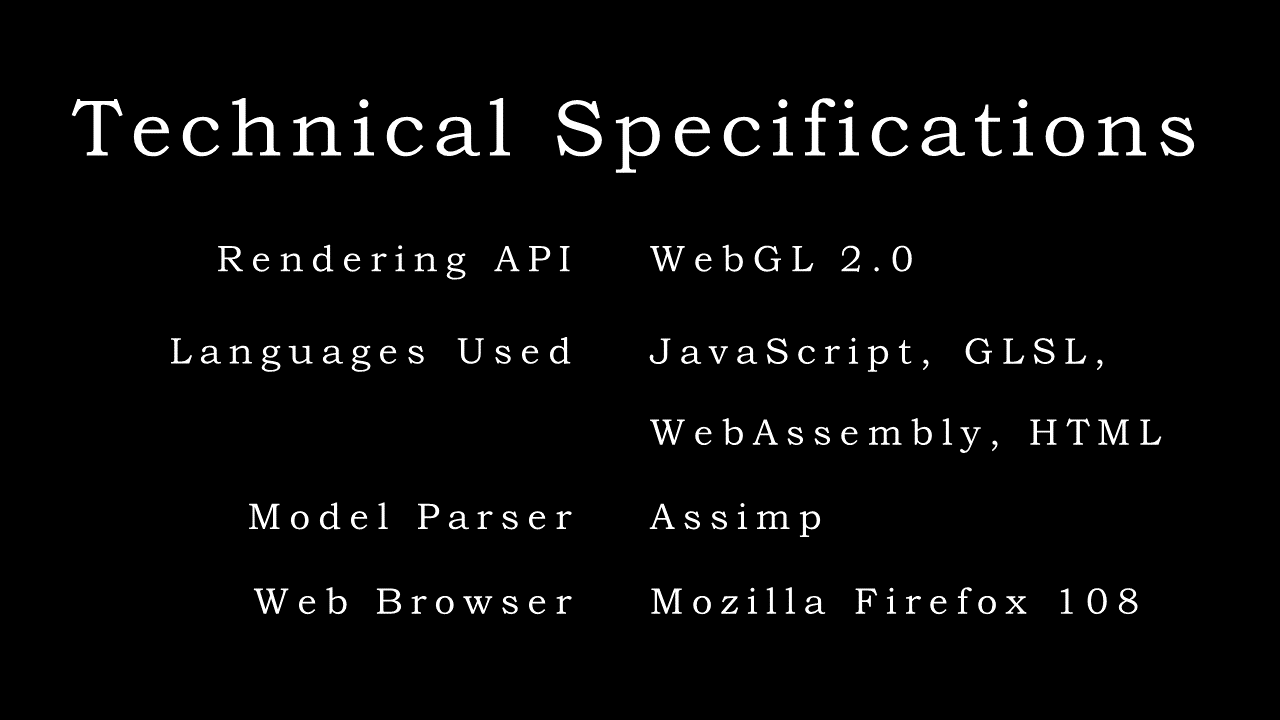 Technical Specifications
Rendering API WebGL 2.0
Languages Used JavaScript, GLSL,
WebAssembly, HTML
Model Parser Assimp
Web Browser Mozilla Firefox 108